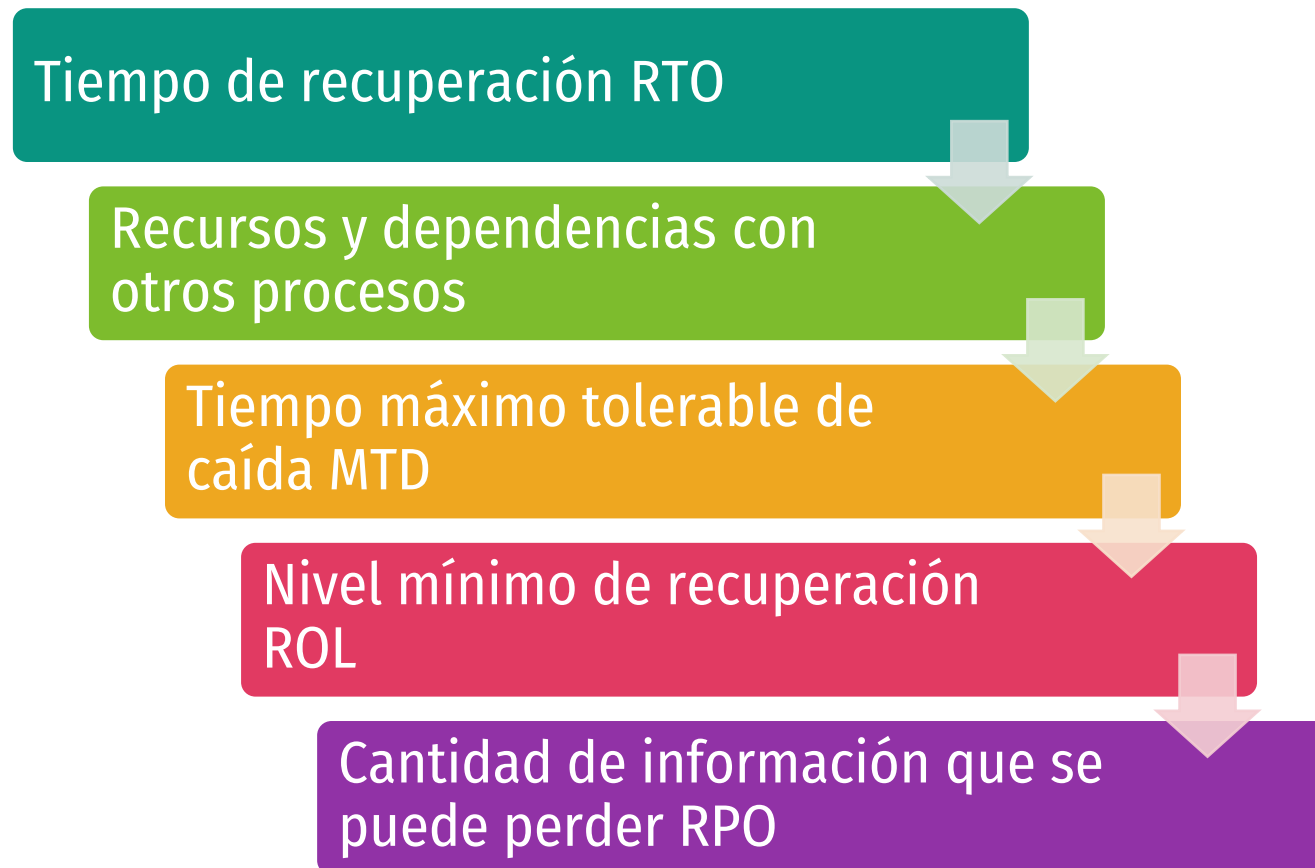 Tiempo de recuperación RTO
Recursos y dependencias con
otros procesos
Tiempo máximo tolerable de
caída MTD
Nivel mínimo de recuperación
ROL
Cantidad de información que se
puede perder RPO